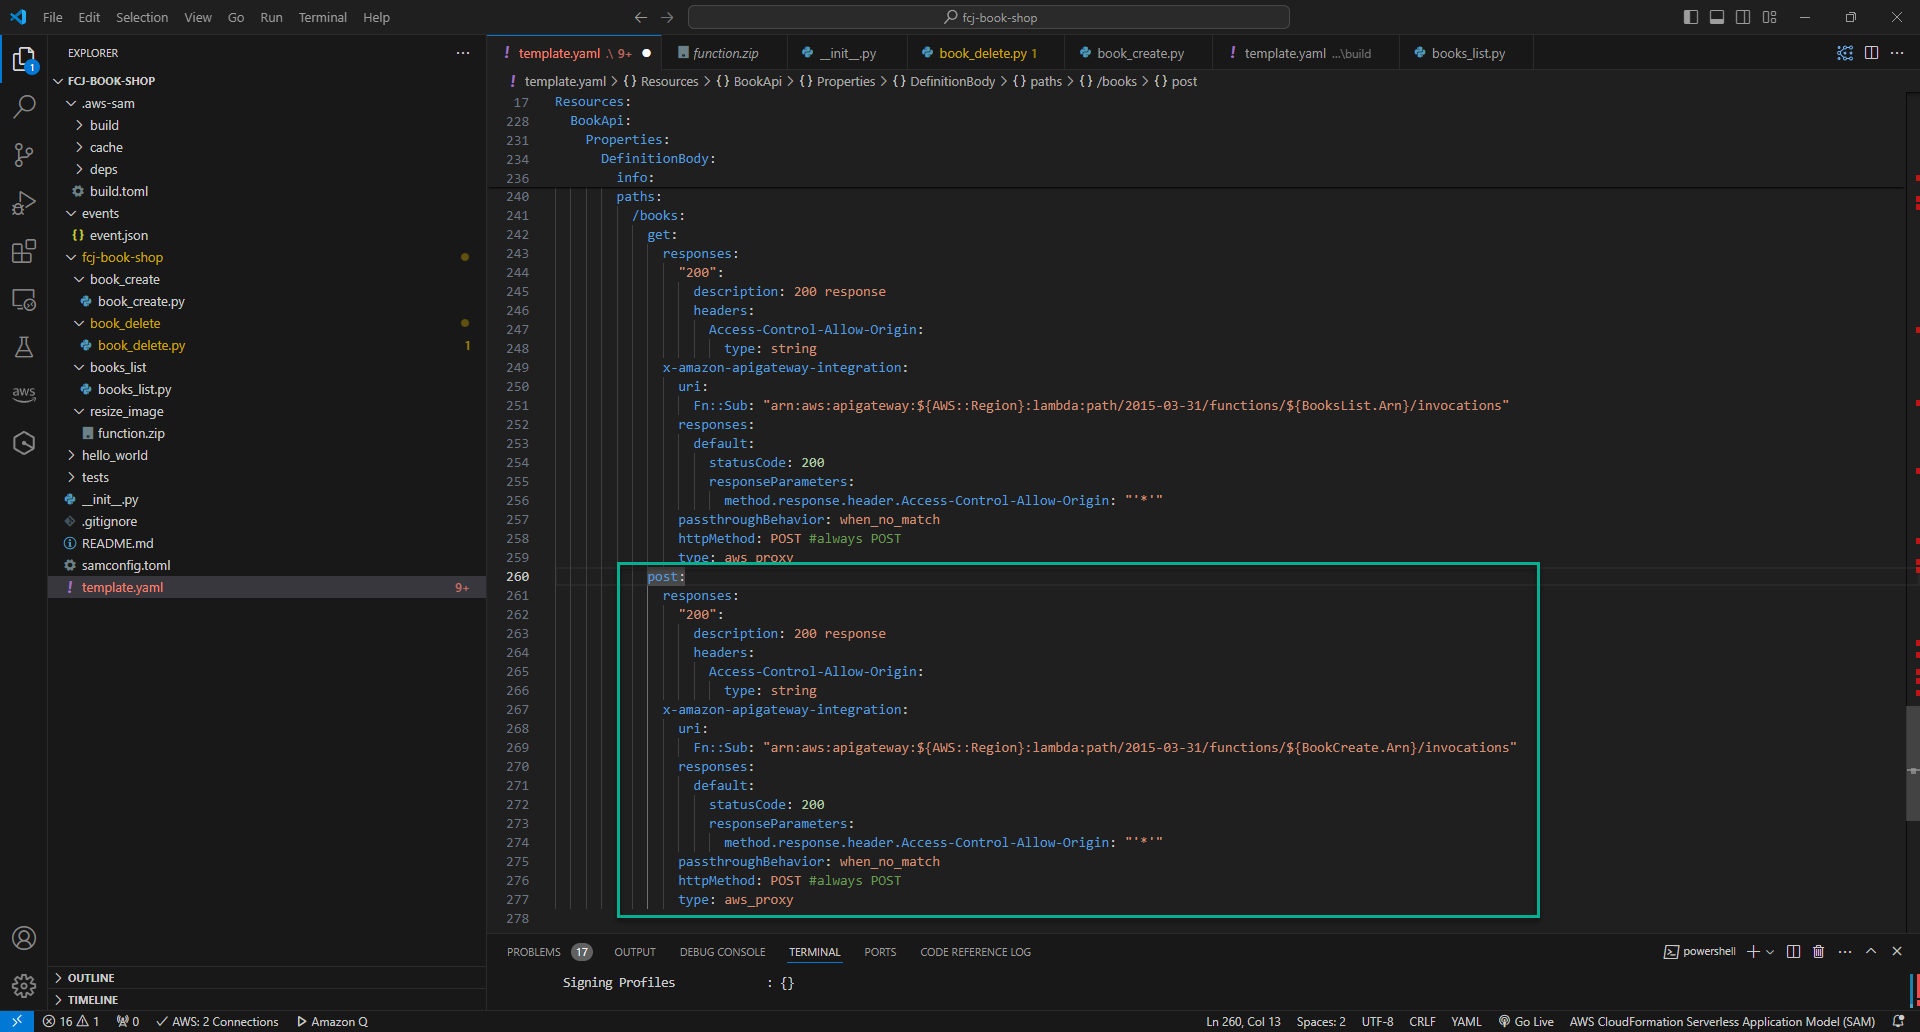 File Edit Selection View Go Run Terminal Help
fcj-book-shop
EXPLORER
FCJ-BOOK-SHOP
.aws-sam
build
cache
deps
build.toml
events
event.json
fcj-book-shop
book_create
book_create.py
book_delete
book_delete.py 1
books_list
books_list.py
resize_image
function.zip
hello_world
tests
__init__.py
.gitignore
README.md
samconfig.toml
template.yaml 9+
OUTLINE
TIMELINE
1
aws
template.yaml .\ 9+ function.zip __init__.py book_delete.py 1 book_create.py template.yaml ...\build books_list.py
template.yaml > {} Resources > {} BookApi > {} Properties > {} DefinitionBody > {} paths > {} /books > {} post
17 Resources:
228 BookApi:
231 Properties:
234 DefinitionBody:
236 info:
240 paths:
241 /books:
242 get:
243 responses:
244 "200":
245 description: 200 response
246 headers:
247 Access-Control-Allow-Origin:
248 type: string
249 x-amazon-apigateway-integration:
250 uri:
251 Fn::Sub: "arn:aws:apigateway:${AWS::Region}:lambda:path/2015-03-31/functions/${BooksList.Arn}/invocations"
252 responses:
253 default:
254 statusCode: 200
255 responseParameters:
256 method.response.header.Access-Control-Allow-Origin: "'*'"
257 passthroughBehavior: when_no_match
258 httpMethod: POST #always POST
259 type: aws_proxy
260 post:
261 responses:
262 "200":
263 description: 200 response
264 headers:
265 Access-Control-Allow-Origin:
266 type: string
267 x-amazon-apigateway-integration:
268 uri:
269 Fn::Sub: "arn:aws:apigateway:${AWS::Region}:lambda:path/2015-03-31/functions/${BookCreate.Arn}/invocations"
270 responses:
271 default:
272 statusCode: 200
273 responseParameters:
274 method.response.header.Access-Control-Allow-Origin: "'*'"
275 passthroughBehavior: when_no_match
276 httpMethod: POST #always POST
277 type: aws_proxy
278
PROBLEMS 17 OUTPUT DEBUG CONSOLE TERMINAL PORTS CODE REFERENCE LOG powershell
Signing Profiles : {}
16 1 0 AWS: 2 Connections Amazon Q Ln 260, Col 13 Spaces: 2 UTF-8 CRLF YAML Go Live AWS CloudFormation Serverless Application Model (SAM)